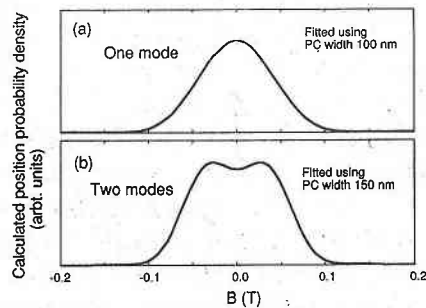 Calculated position probability density
(arbt. units)
(a)
One mode
Fitted using
PC width 100 nm
(b)
Two modes
Fitted using
PC width 150 nm
-0.2
-0.1
0.0
0.1
0.2
B (T)